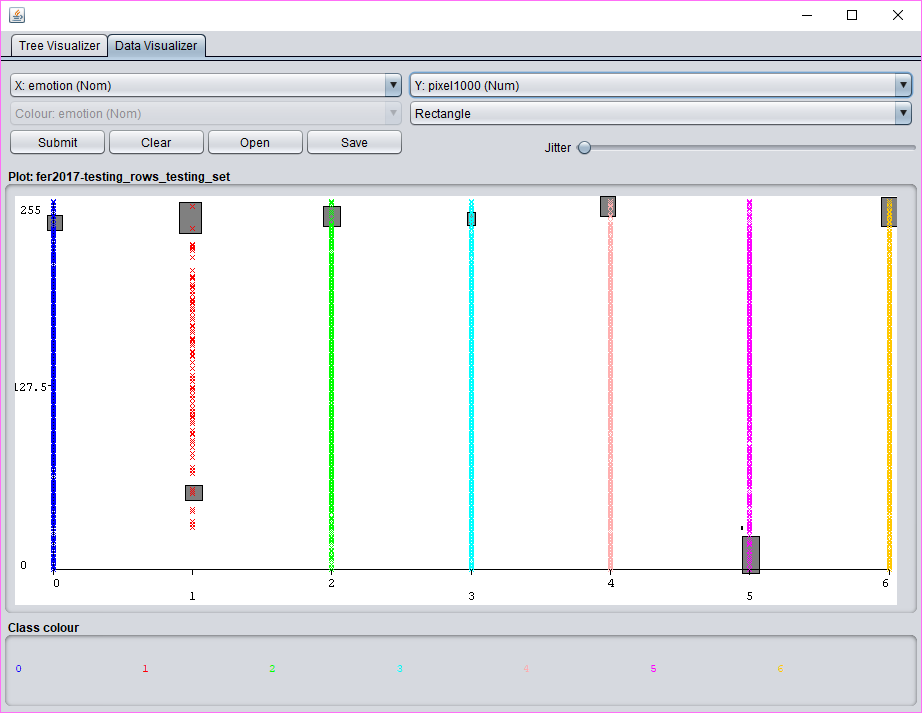 Tree Visualizer Data Visualizer
X: emotion (Nom) Y: pixel1000 (Num)
Colour: emotion (Nom) Rectangle
Submit Clear Open Save Jitter
Plot: fer2017-testing_rows_testing_set
255
127.5
0
0 2 4 6
1 3 5
Class colour
0 1 2 3 4 5 6